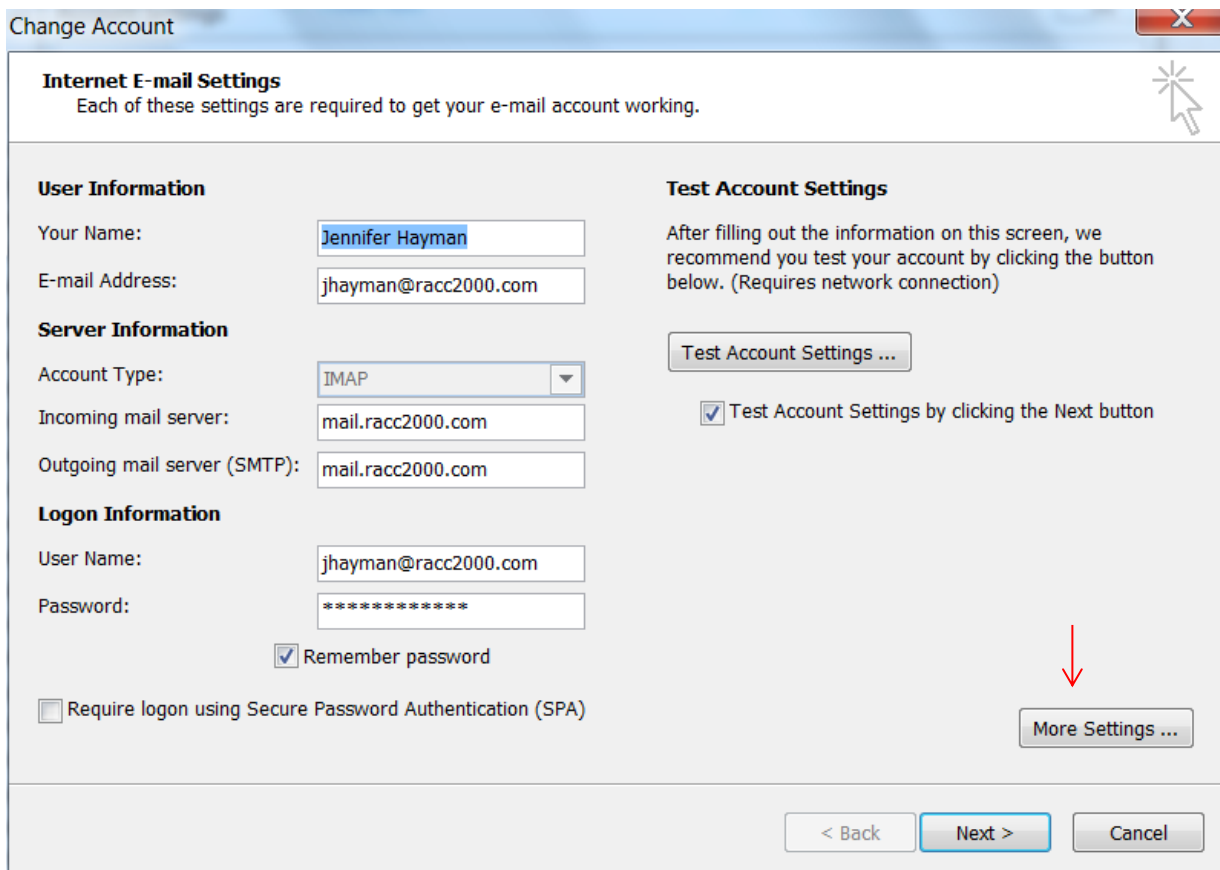 Change Account
X
Internet E-mail Settings
Each of these settings are required to get your e-mail account working.
User Information
Your Name:
Jennifer Hayman
E-mail Address:
jhayman@racc2000.com
Server Information
Account Type:
IMAP
Incoming mail server:
mail.racc2000.com
Outgoing mail server (SMTP):
mail.racc2000.com
Logon Information
User Name:
jhayman@racc2000.com
Password:
************
Remember password
Require logon using Secure Password Authentication (SPA)
Test Account Settings
After filling out the information on this screen, we
recommend you test your account by clicking the button
below. (Requires network connection)
Test Account Settings ...
Test Account Settings by clicking the Next button
More Settings ...
< Back
Next >
Cancel